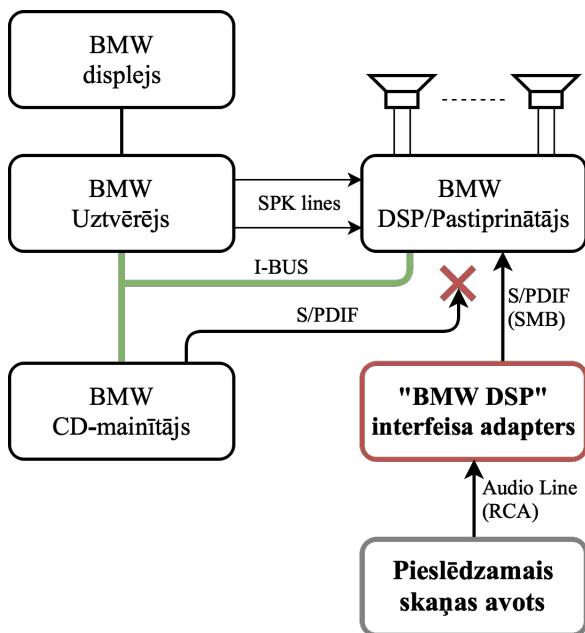 BMW
displejs
BMW
Uztvērējs
SPK lines
BMW
DSP/Pastiprinātājs
I-BUS
S/PDIF
S/PDIF
(SMB)
BMW
CD-mainītājs
"BMW DSP"
interfeisa adapters
Audio Line
(RCA)
Pieslēdzamais
skaņas avots